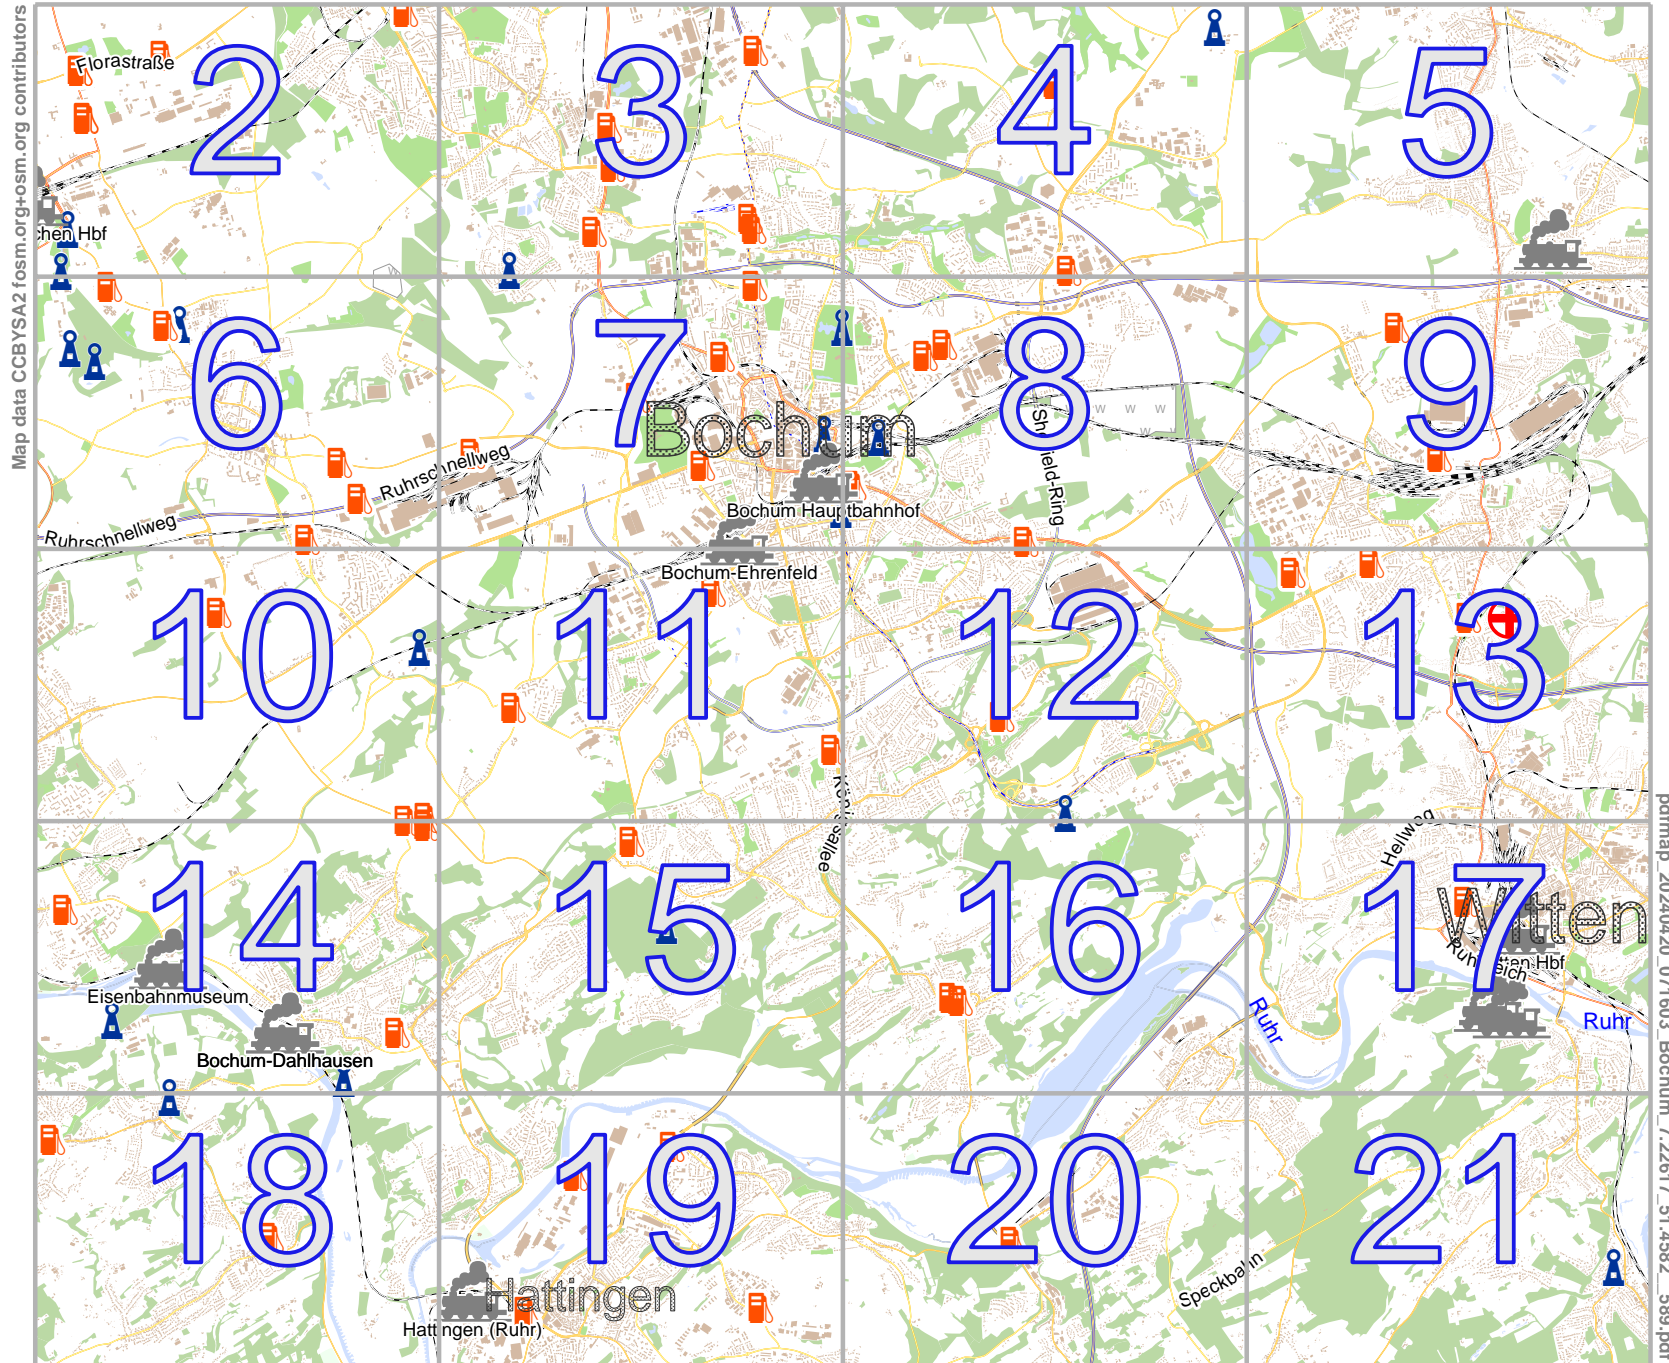 Map data CCBYSA2 fosm.org+osm.org contributors
Florastraße
2
3
4
5
chen Hbf
6
7
8
9
Bochum
Ruhrschnellweg
Ruhrschnellweg
Bochum Hauptbahnhof
Bochum-Ehrenfeld
10
11
12
13
Hellweg
14
15
16
17
Witten
Eisenbahnmuseum
Bochum-Dahlhausen
Ruhr
Ruhr
18
19
20
21
Speckbahn
Hattingen
Hattingen (Ruhr)